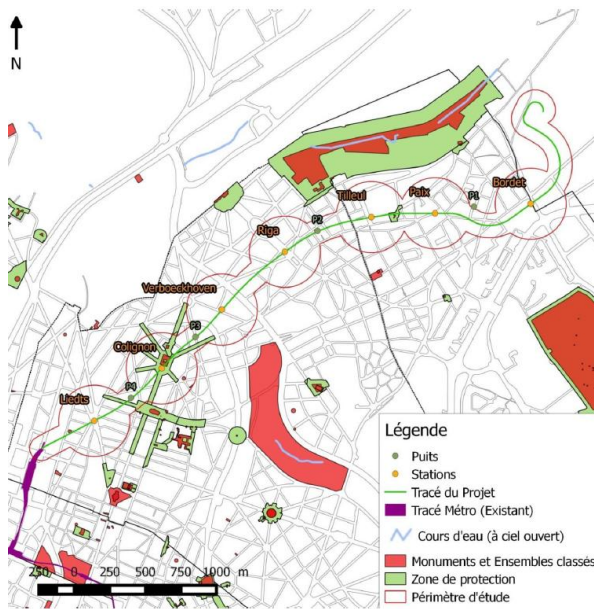 N
Bordet
P1
Paix
Tilleul
P2
Riga
Verboeckhoven
P3
Colignon
P4
Liedts
Légende
Puits
Stations
Tracé du Projet
Tracé Métro (Existant)
Cours d'eau (à ciel ouvert)
Monuments et Ensembles classés
Zone de protection
Périmètre d'étude
250 0 250 500 750 1000 m